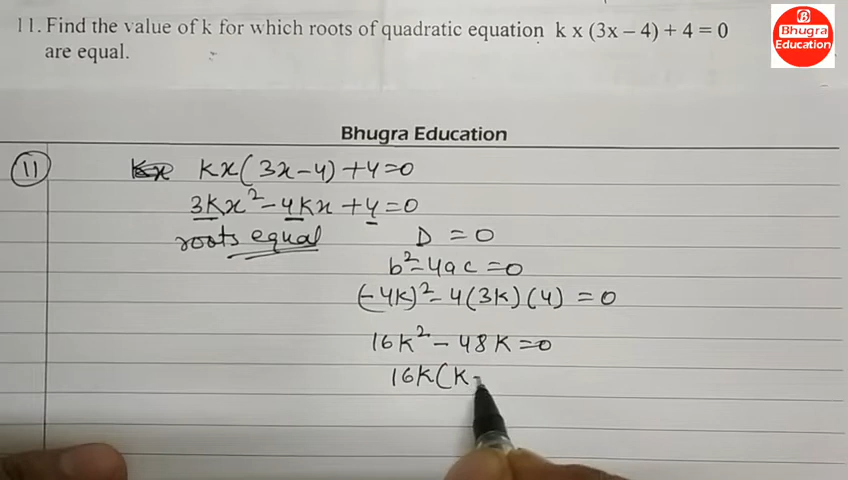 11. Find the value of k for which roots of quadratic equation k x (3x – 4) + 4 = 0
are equal.
B
Bhugra
Education
Bhugra Education
11 kx(3x-4)+4=0
3kx²-4kx+4=0
roots equal D = 0
b²-4ac=0
(-4k)²-4(3k)(4)=0
16k²-48k=0
16k(k-